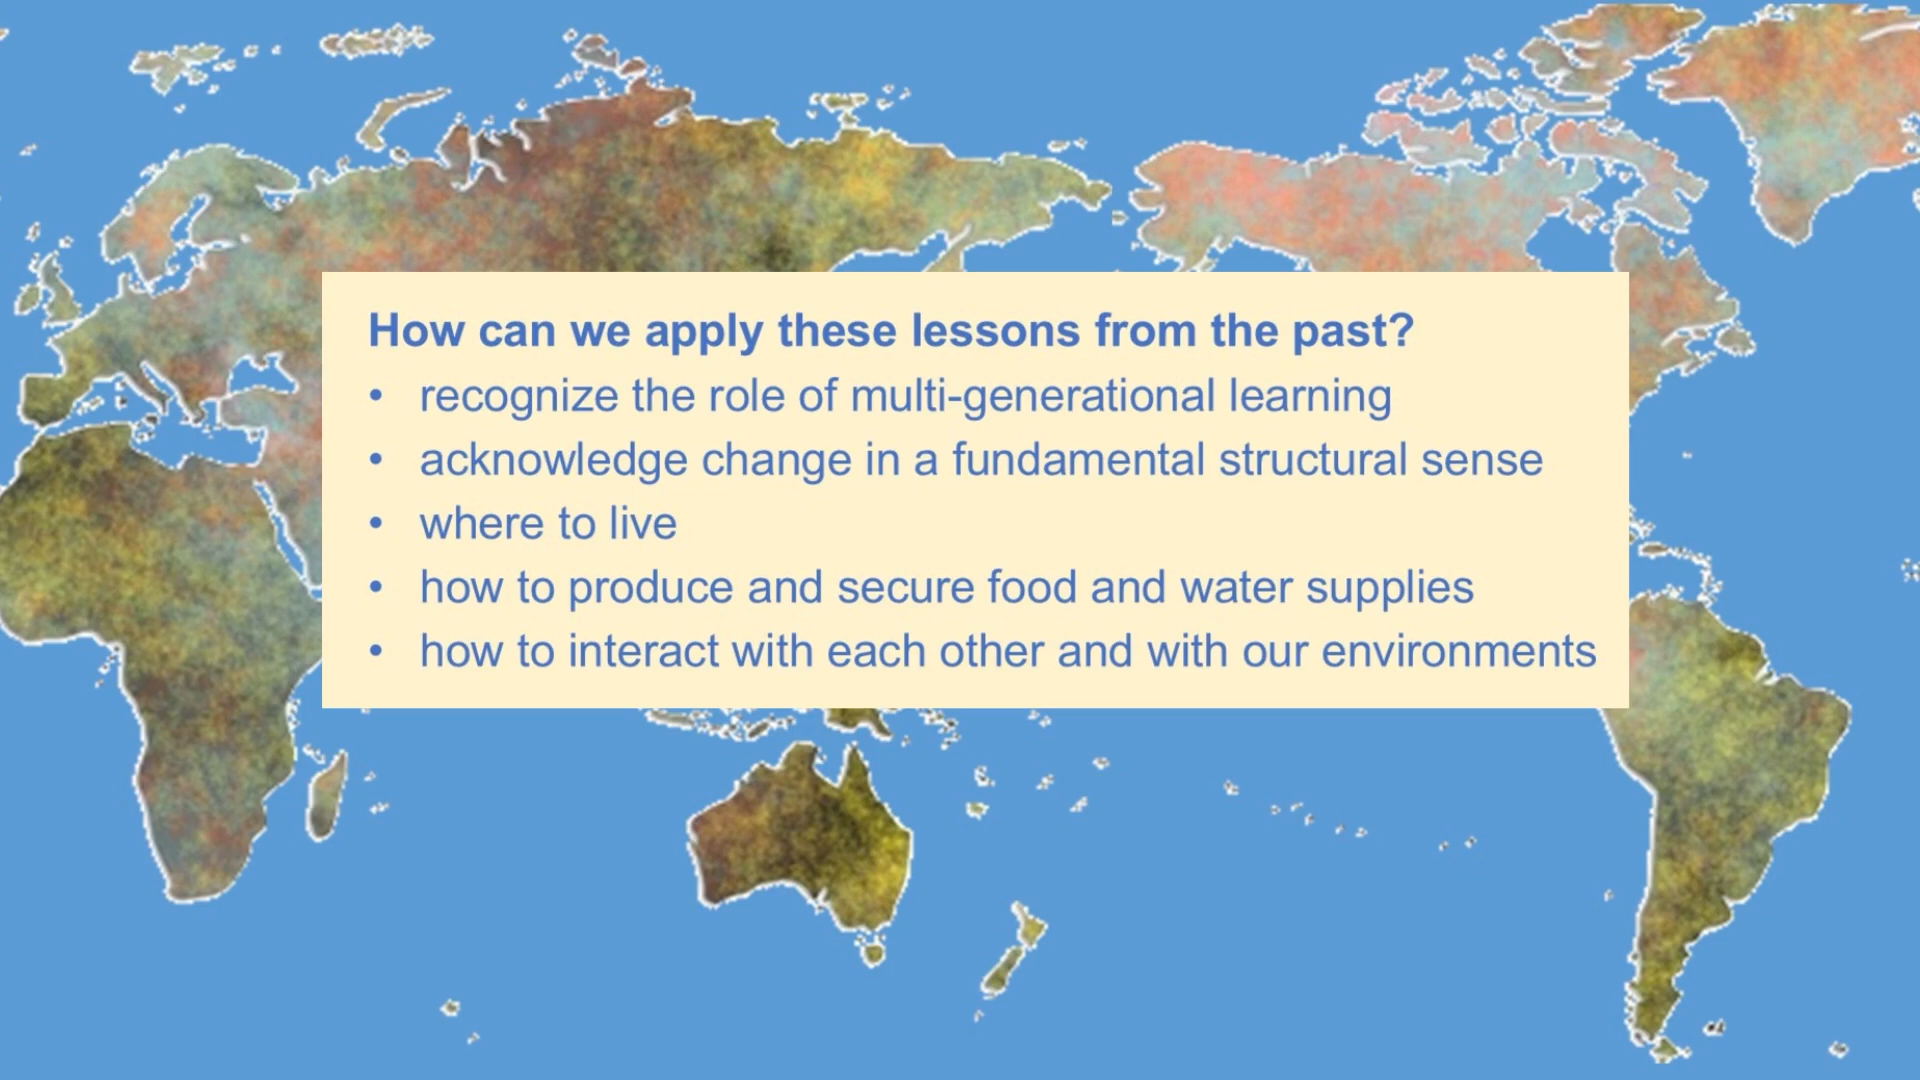 How can we apply these lessons from the past?
• recognize the role of multi-generational learning
• acknowledge change in a fundamental structural sense
• where to live
• how to produce and secure food and water supplies
• how to interact with each other and with our environments